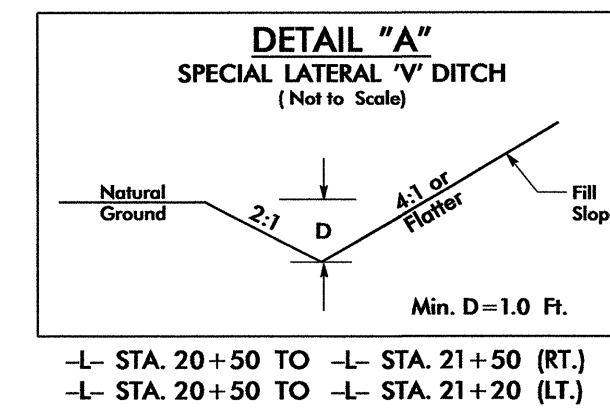 DETAIL "A"
SPECIAL LATERAL 'V' DITCH
( Not to Scale)
Natural
Ground
2:1
D
4:1 or
Flatter
Fill
Slop
Min. D=1.0 Ft.
-L- STA. 20+50 TO -L- STA. 21+50 (RT.)
-L- STA. 20+50 TO -L- STA. 21+20 (LT.)